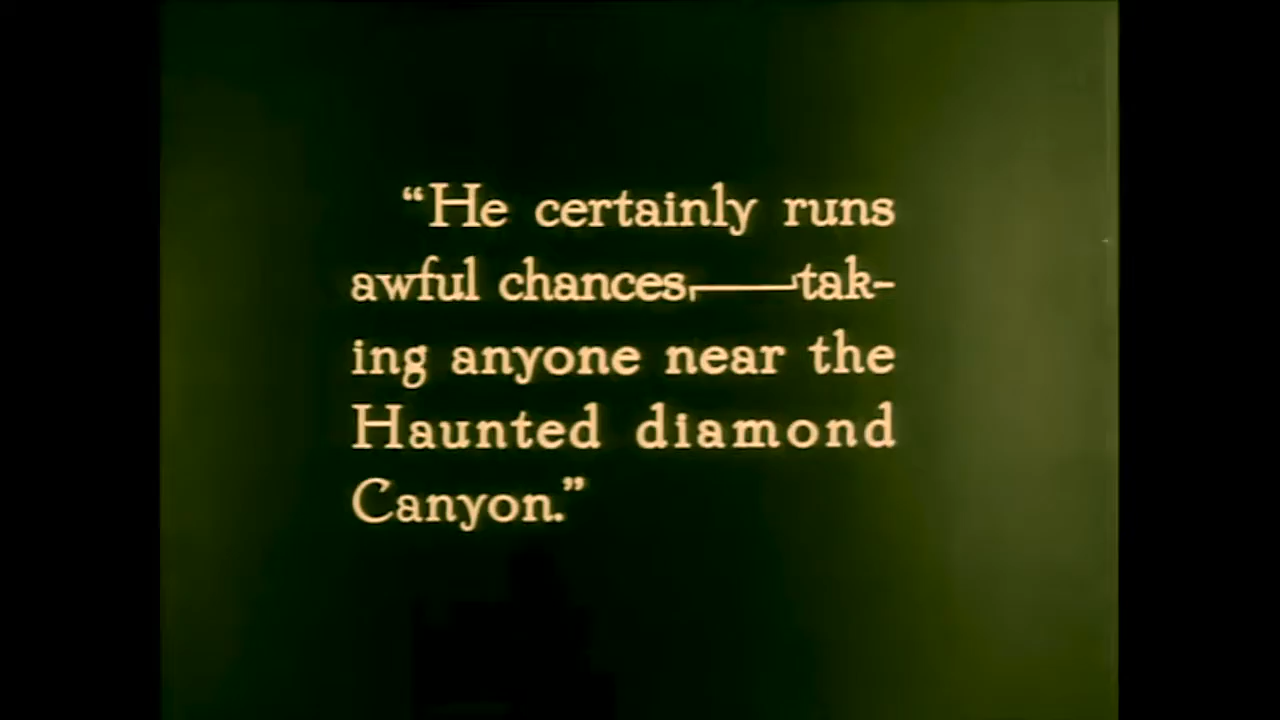 “He certainly runs
awful chances,——tak-
ing anyone near the
Haunted diamond
Canyon.”